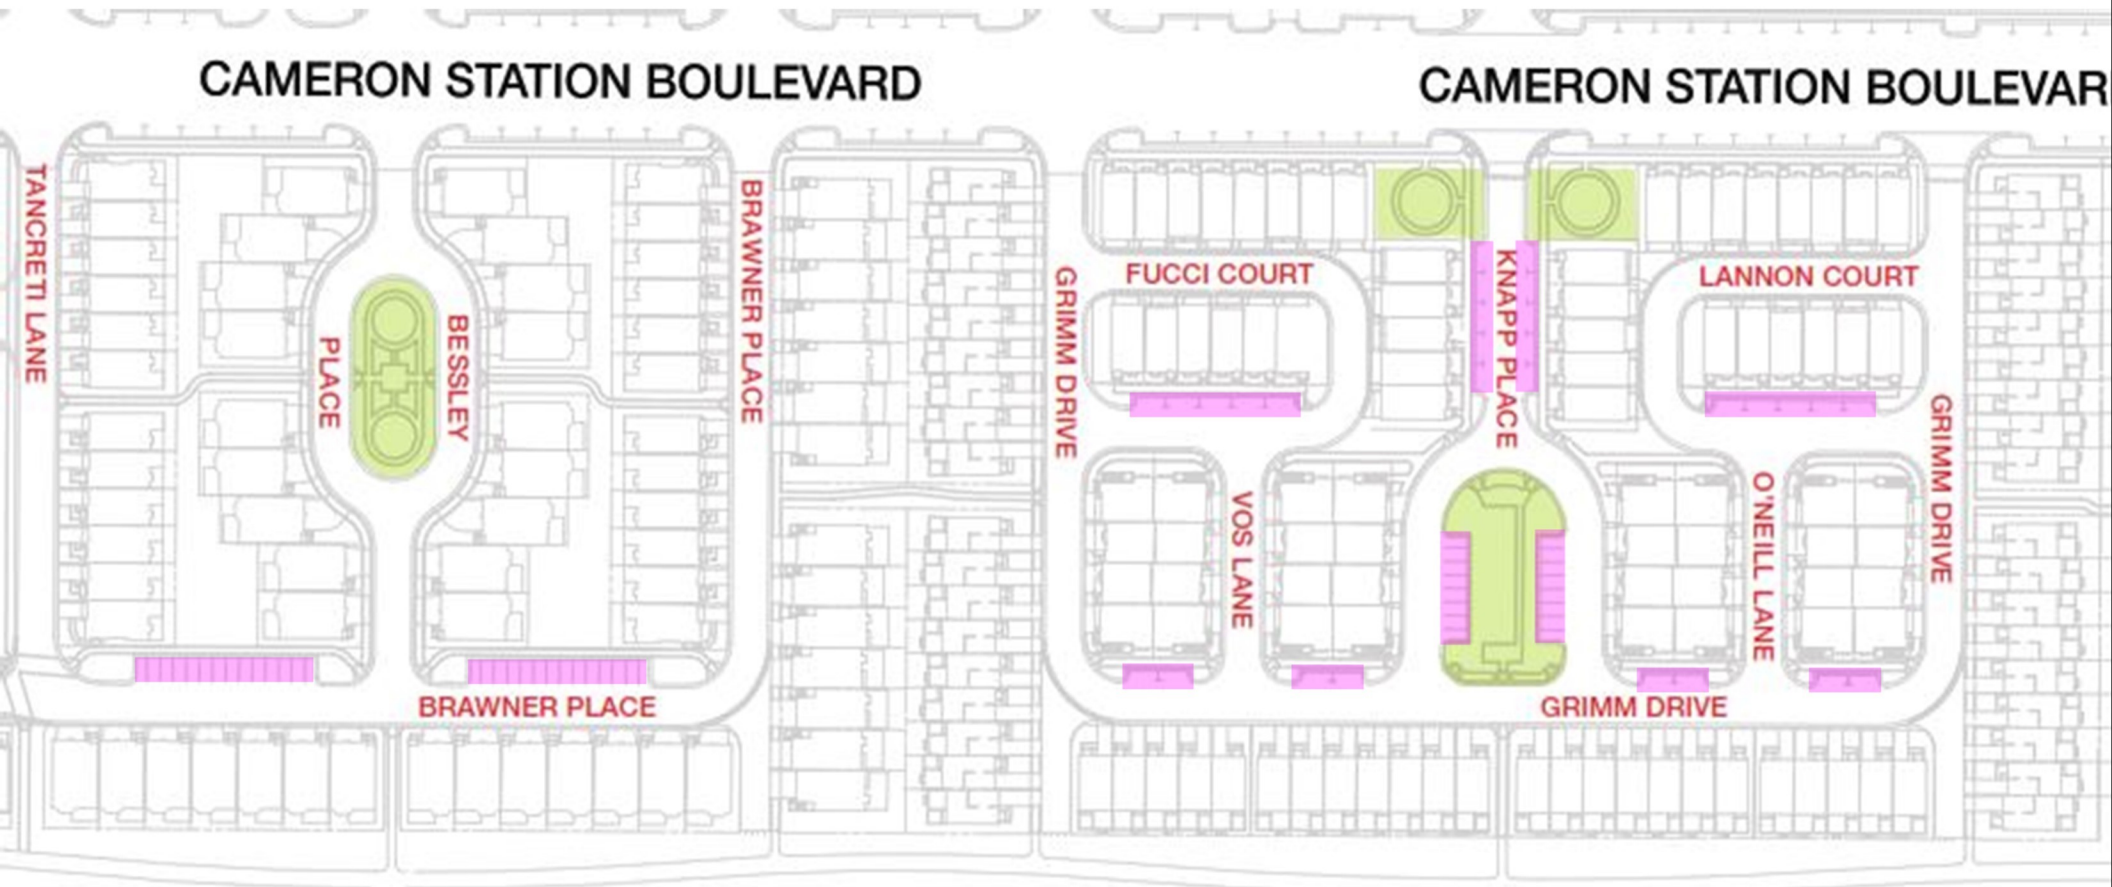 CAMERON STATION BOULEVARD
CAMERON STATION BOULEVAR
TANCRETI LANE
BRAWNER PLACE
PLACE
BESSLEY
GRIMM DRIVE
FUCCI COURT
KNAPP PLACE
LANNON COURT
GRIMM DRIVE
VOS LANE
O'NEILL LANE
BRAWNER PLACE
GRIMM DRIVE